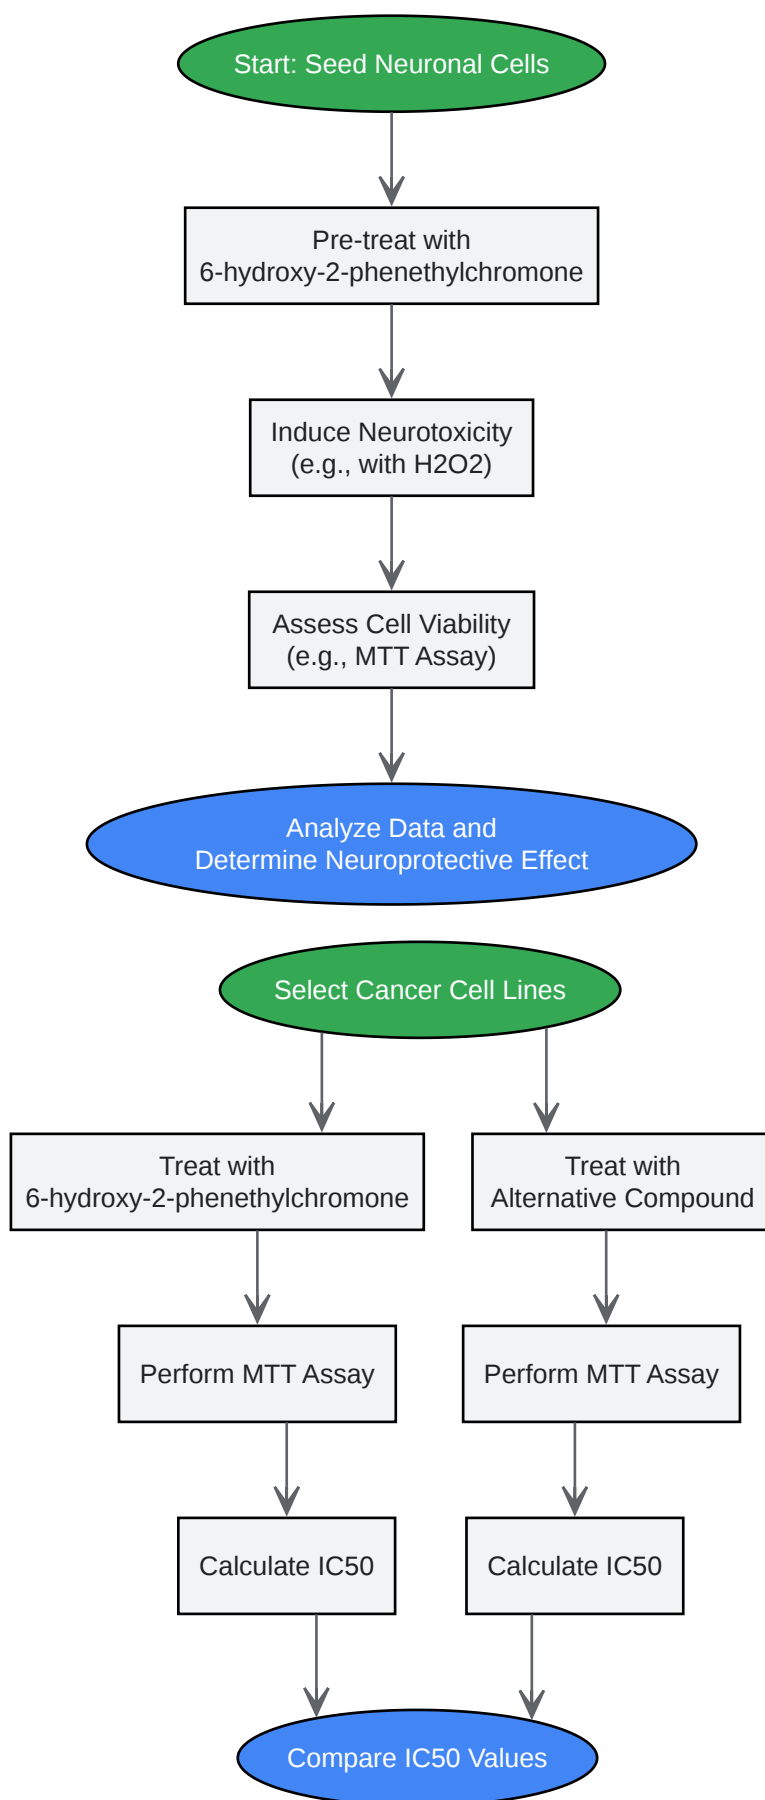 Start: Seed Neuronal Cells
Pre-treat with
6-hydroxy-2-phenethylchromone
Induce Neurotoxicity
(e.g., with H2O2)
Assess Cell Viability
(e.g., MTT Assay)
Analyze Data and
Determine Neuroprotective Effect
Select Cancer Cell Lines
Treat with
6-hydroxy-2-phenethylchromone
Treat with
Alternative Compound
Perform MTT Assay
Perform MTT Assay
Calculate IC50
Calculate IC50
Compare IC50 Values